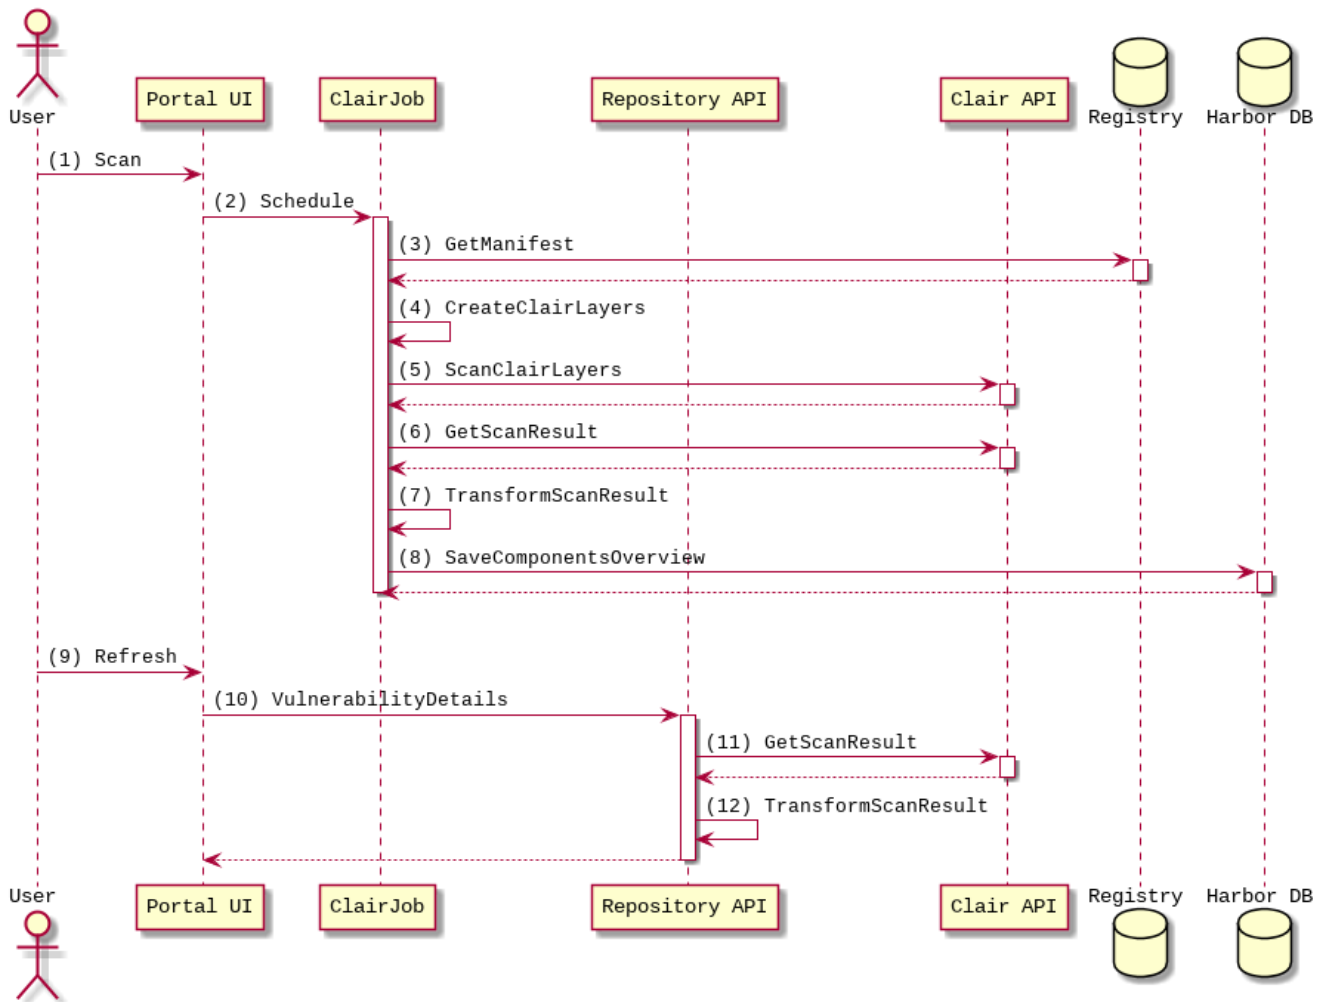 User
Portal UI
ClairJob
Repository API
Clair API
Registry
Harbor DB
(1) Scan
(2) Schedule
(3) GetManifest
(4) CreateClairLayers
(5) ScanClairLayers
(6) GetScanResult
(7) TransformScanResult
(8) SaveComponentsOverview
(9) Refresh
(10) VulnerabilityDetails
(11) GetScanResult
(12) TransformScanResult
User
Portal UI
ClairJob
Repository API
Clair API
Registry
Harbor DB